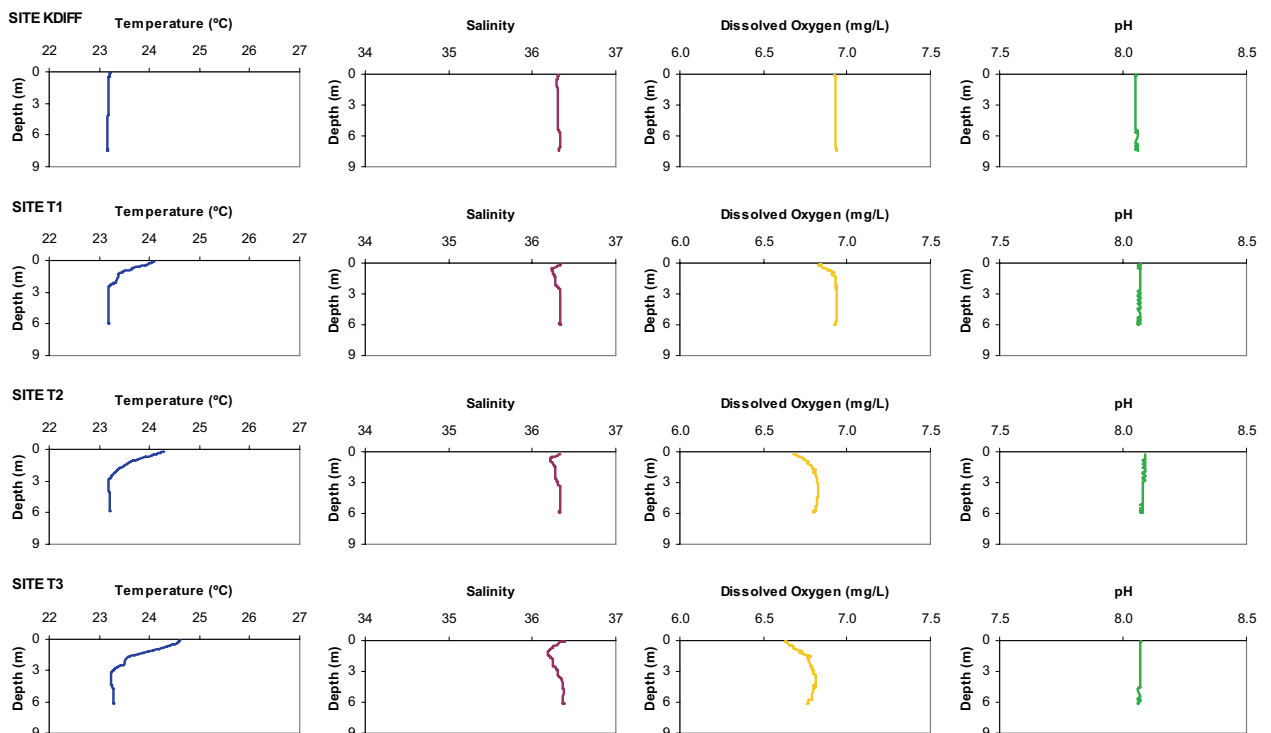 SITE KDIFF
Temperature (ºC) Salinity Dissolved Oxygen (mg/L) pH
22 23 24 25 26 27 34 35 36 37 6.0 6.5 7.0 7.5 7.5 8.0 8.5
0 0 0 0
3 3 3 3
6 6 6 6
9 9 9 9
Depth (m) Depth (m) Depth (m) Depth (m)
SITE T1
Temperature (ºC) Salinity Dissolved Oxygen (mg/L) pH
22 23 24 25 26 27 34 35 36 37 6.0 6.5 7.0 7.5 7.5 8.0 8.5
0 0 0 0
3 3 3 3
6 6 6 6
9 9 9 9
Depth (m) Depth (m) Depth (m) Depth (m)
SITE T2
Temperature (ºC) Salinity Dissolved Oxygen (mg/L) pH
22 23 24 25 26 27 34 35 36 37 6.0 6.5 7.0 7.5 7.5 8.0 8.5
0 0 0 0
3 3 3 3
6 6 6 6
9 9 9 9
Depth (m) Depth (m) Depth (m) Depth (m)
SITE T3
Temperature (ºC) Salinity Dissolved Oxygen (mg/L) pH
22 23 24 25 26 27 34 35 36 37 6.0 6.5 7.0 7.5 7.5 8.0 8.5
0 0 0 0
3 3 3 3
6 6 6 6
9 9 9 9
Depth (m) Depth (m) Depth (m) Depth (m)